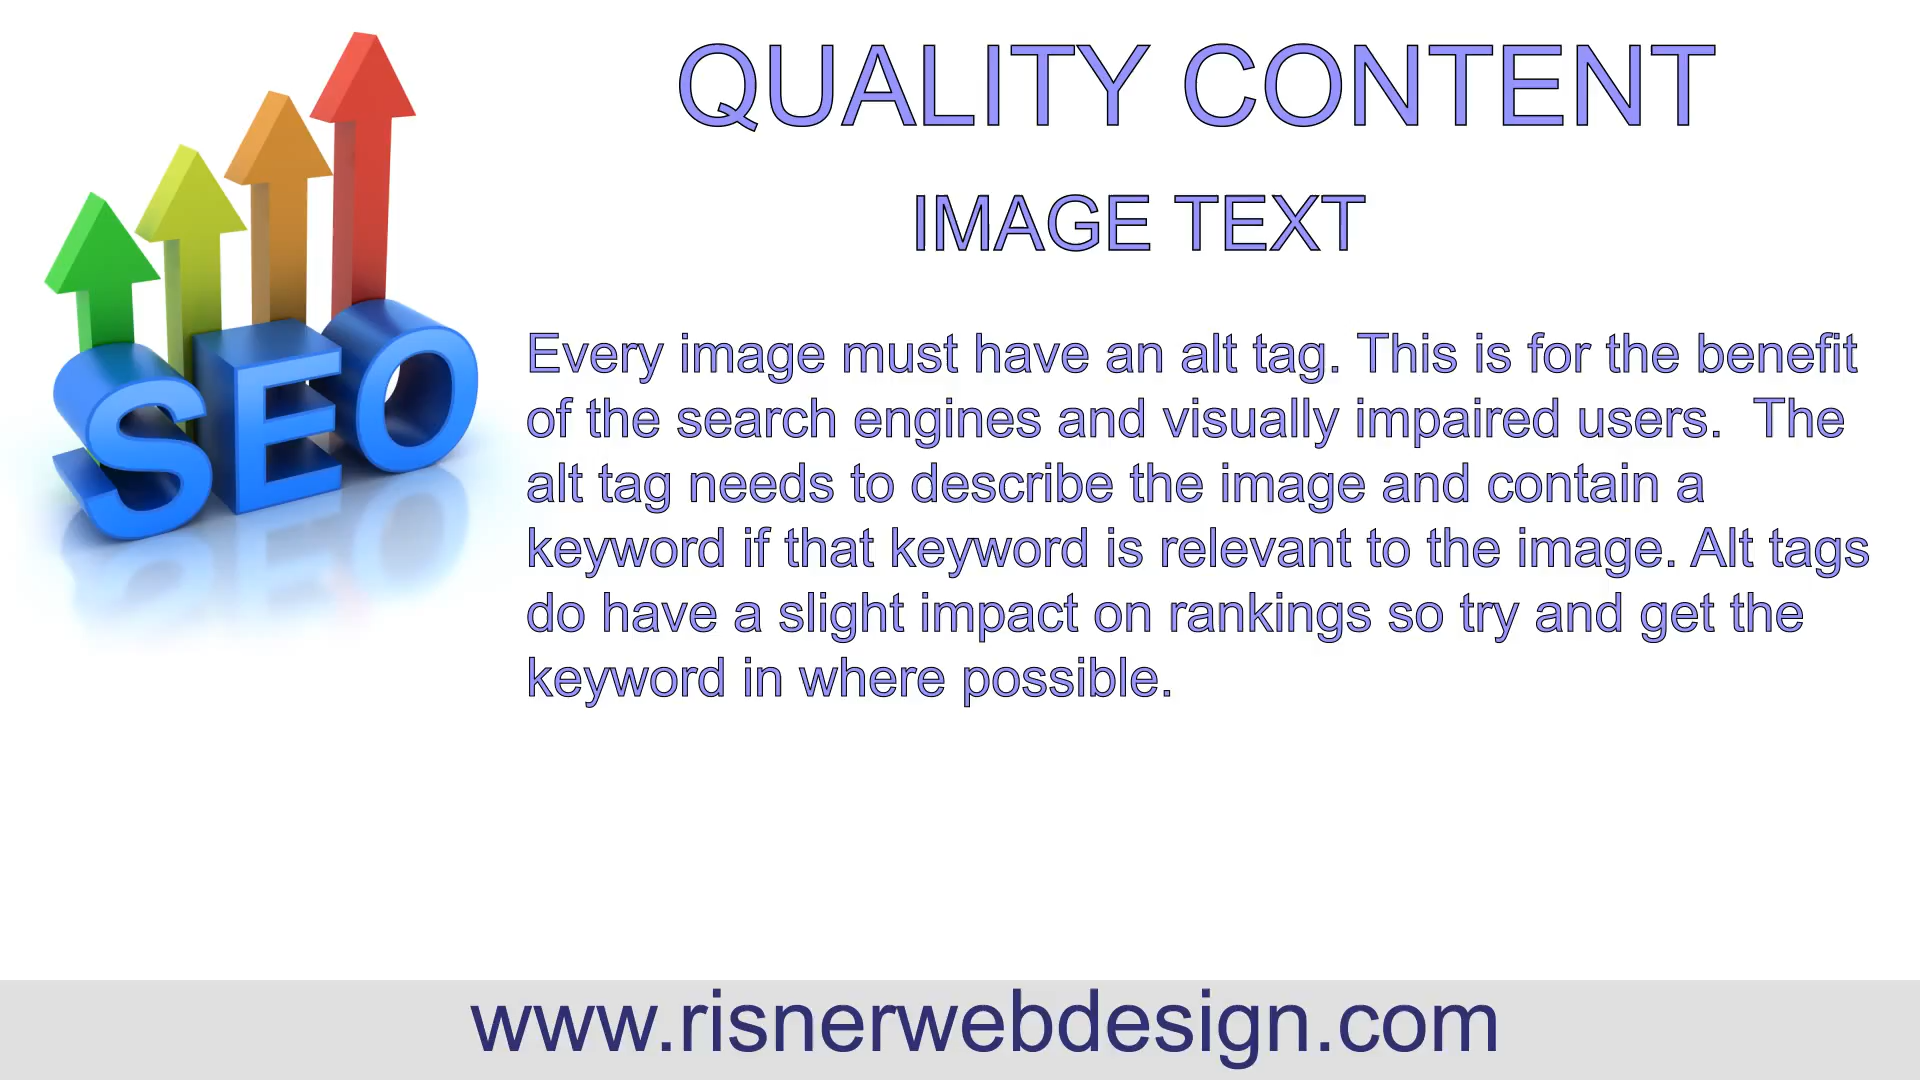 SEO
QUALITY CONTENT
IMAGE TEXT
Every image must have an alt tag. This is for the benefit
of the search engines and visually impaired users.  The
alt tag needs to describe the image and contain a
keyword if that keyword is relevant to the image. Alt tags
do have a slight impact on rankings so try and get the
keyword in where possible.
www.risnerwebdesign.com